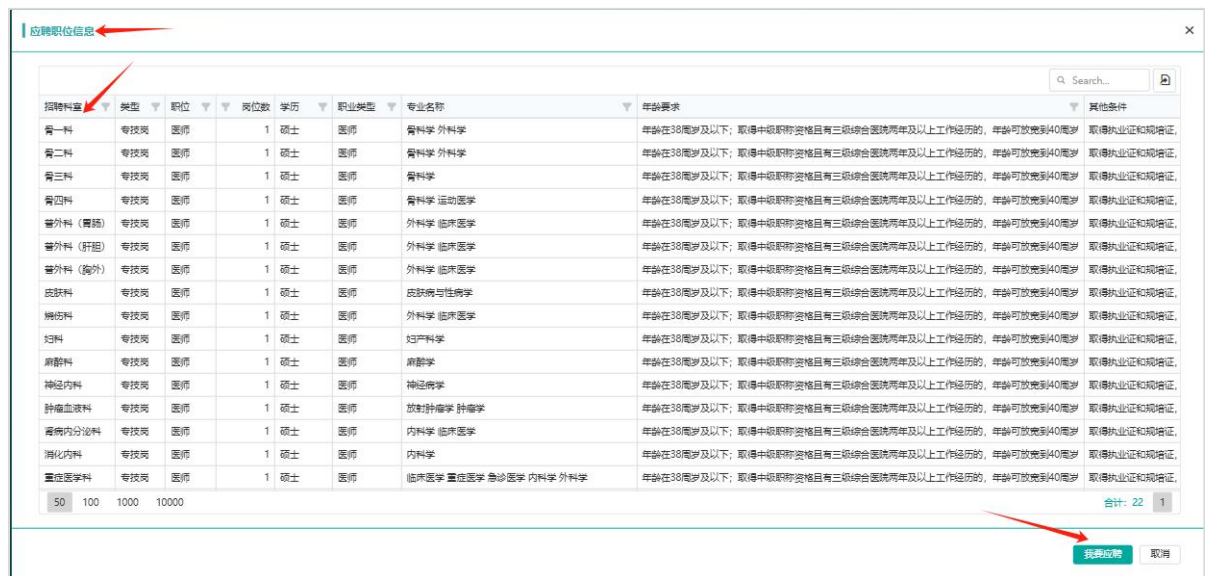 应聘职位信息
Search...
招聘科室 类型 职位 岗位数 学历 职业类型 专业名称 年龄要求 其他条件
骨一科 专技岗 医师 1 硕士 医师 骨科学 外科学 年龄在38周岁及以下；取得中级职称资格且有三级综合医院两年及以上工作经历的，年龄可放宽到40周岁 取得执业证和规培证,
骨二科 专技岗 医师 1 硕士 医师 骨科学 外科学 年龄在38周岁及以下；取得中级职称资格且有三级综合医院两年及以上工作经历的，年龄可放宽到40周岁 取得执业证和规培证,
骨三科 专技岗 医师 1 硕士 医师 骨科学 年龄在38周岁及以下；取得中级职称资格且有三级综合医院两年及以上工作经历的，年龄可放宽到40周岁 取得执业证和规培证,
骨四科 专技岗 医师 1 硕士 医师 骨科学 运动医学 年龄在38周岁及以下；取得中级职称资格且有三级综合医院两年及以上工作经历的，年龄可放宽到40周岁 取得执业证和规培证,
普外科（胃肠） 专技岗 医师 1 硕士 医师 外科学 临床医学 年龄在38周岁及以下；取得中级职称资格且有三级综合医院两年及以上工作经历的，年龄可放宽到40周岁 取得执业证和规培证,
普外科（肝胆） 专技岗 医师 1 硕士 医师 外科学 临床医学 年龄在38周岁及以下；取得中级职称资格且有三级综合医院两年及以上工作经历的，年龄可放宽到40周岁 取得执业证和规培证,
普外科（胸外） 专技岗 医师 1 硕士 医师 外科学 临床医学 年龄在38周岁及以下；取得中级职称资格且有三级综合医院两年及以上工作经历的，年龄可放宽到40周岁 取得执业证和规培证,
皮肤科 专技岗 医师 1 硕士 医师 皮肤病与性病学 年龄在38周岁及以下；取得中级职称资格且有三级综合医院两年及以上工作经历的，年龄可放宽到40周岁 取得执业证和规培证,
烧伤科 专技岗 医师 1 硕士 医师 外科学 临床医学 年龄在38周岁及以下；取得中级职称资格且有三级综合医院两年及以上工作经历的，年龄可放宽到40周岁 取得执业证和规培证,
妇科 专技岗 医师 1 硕士 医师 妇产科学 年龄在38周岁及以下；取得中级职称资格且有三级综合医院两年及以上工作经历的，年龄可放宽到40周岁 取得执业证和规培证,
麻醉科 专技岗 医师 1 硕士 医师 麻醉学 年龄在38周岁及以下；取得中级职称资格且有三级综合医院两年及以上工作经历的，年龄可放宽到40周岁 取得执业证和规培证,
神经内科 专技岗 医师 1 硕士 医师 神经病学 年龄在38周岁及以下；取得中级职称资格且有三级综合医院两年及以上工作经历的，年龄可放宽到40周岁 取得执业证和规培证,
肿瘤血液科 专技岗 医师 1 硕士 医师 放射肿瘤学 肿瘤学 年龄在38周岁及以下；取得中级职称资格且有三级综合医院两年及以上工作经历的，年龄可放宽到40周岁 取得执业证和规培证,
肾病内分泌科 专技岗 医师 1 硕士 医师 内科学 临床医学 年龄在38周岁及以下；取得中级职称资格且有三级综合医院两年及以上工作经历的，年龄可放宽到40周岁 取得执业证和规培证,
消化内科 专技岗 医师 1 硕士 医师 内科学 年龄在38周岁及以下；取得中级职称资格且有三级综合医院两年及以上工作经历的，年龄可放宽到40周岁 取得执业证和规培证,
重症医学科 专技岗 医师 1 硕士 医师 临床医学 重症医学 急诊医学 内科学 外科学 年龄在38周岁及以下；取得中级职称资格且有三级综合医院两年及以上工作经历的，年龄可放宽到40周岁 取得执业证和规培证,
50 100 1000 10000 合计: 22 1
我要应聘 取消